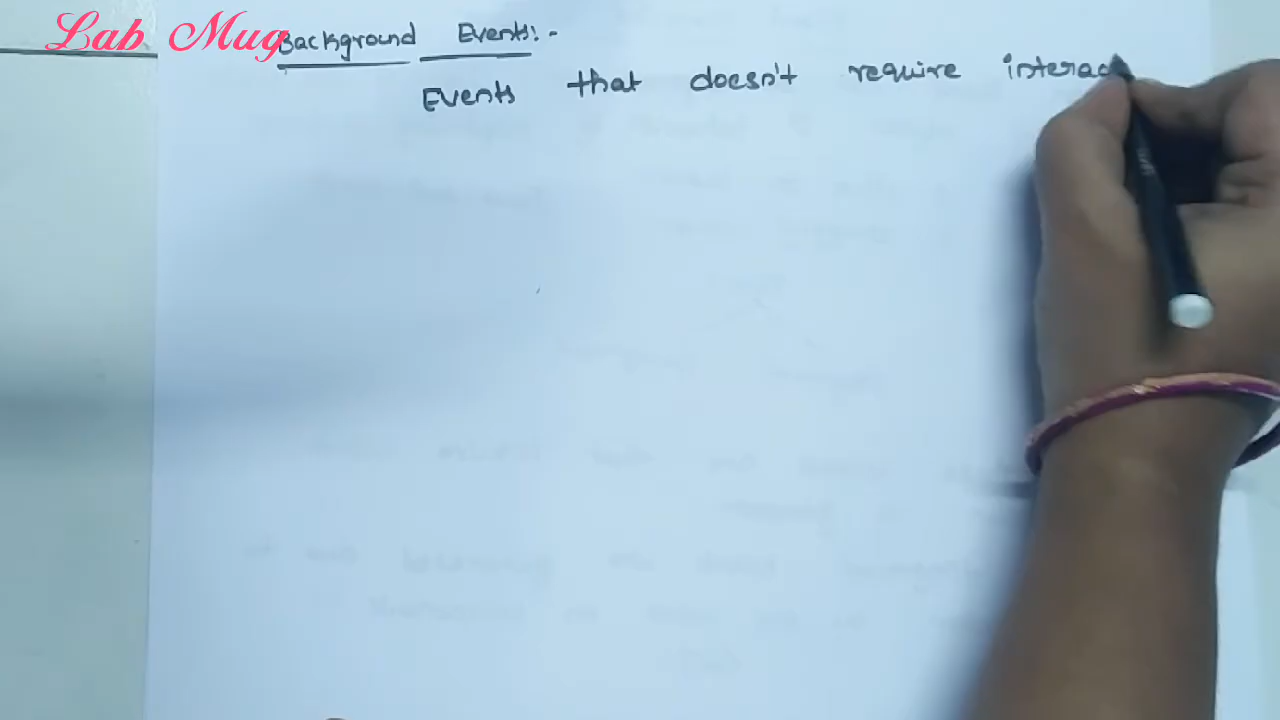 Lab Mug
Background Events:-
Events that doesn't require interac